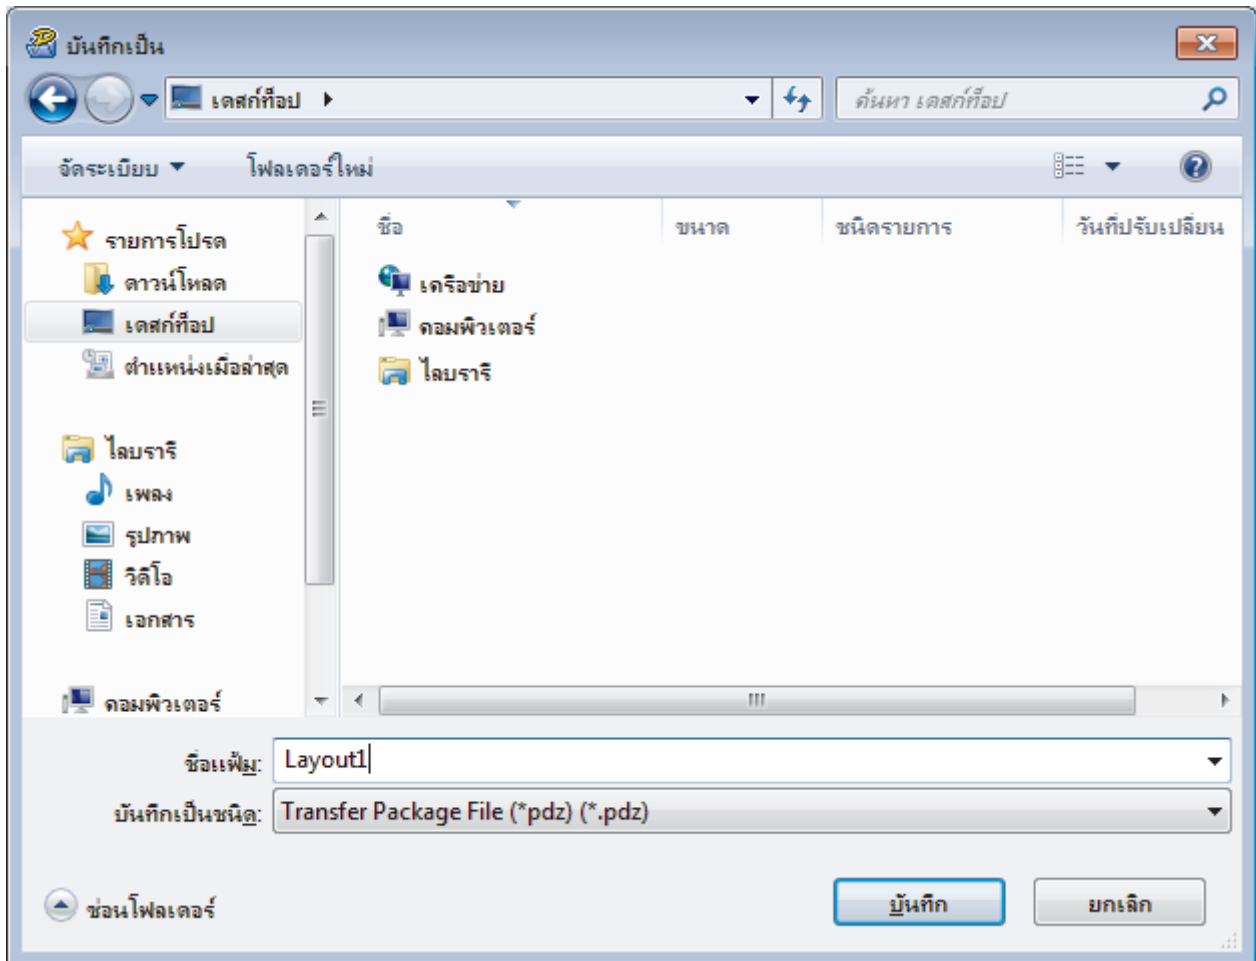 บันทึกเป็น
เดสก์ท็อป
ค้นหา เดสก์ท็อป
จัดระเบียบ
โฟลเดอร์ใหม่
ชื่อ
ขนาด
ชนิดรายการ
วันที่ปรับเปลี่ยน
รายการโปรด
ดาวน์โหลด
เดสก์ท็อป
ตำแหน่งเมื่อล่าสุด
ไลบรารี
เพลง
รูปภาพ
วิดีโอ
เอกสาร
คอมพิวเตอร์
เครือข่าย
คอมพิวเตอร์
ไลบรารี
ชื่อแฟ้ม: Layout1
บันทึกเป็นชนิด: Transfer Package File (*pdz) (*.pdz)
ซ่อนโฟลเดอร์
บันทึก
ยกเลิก